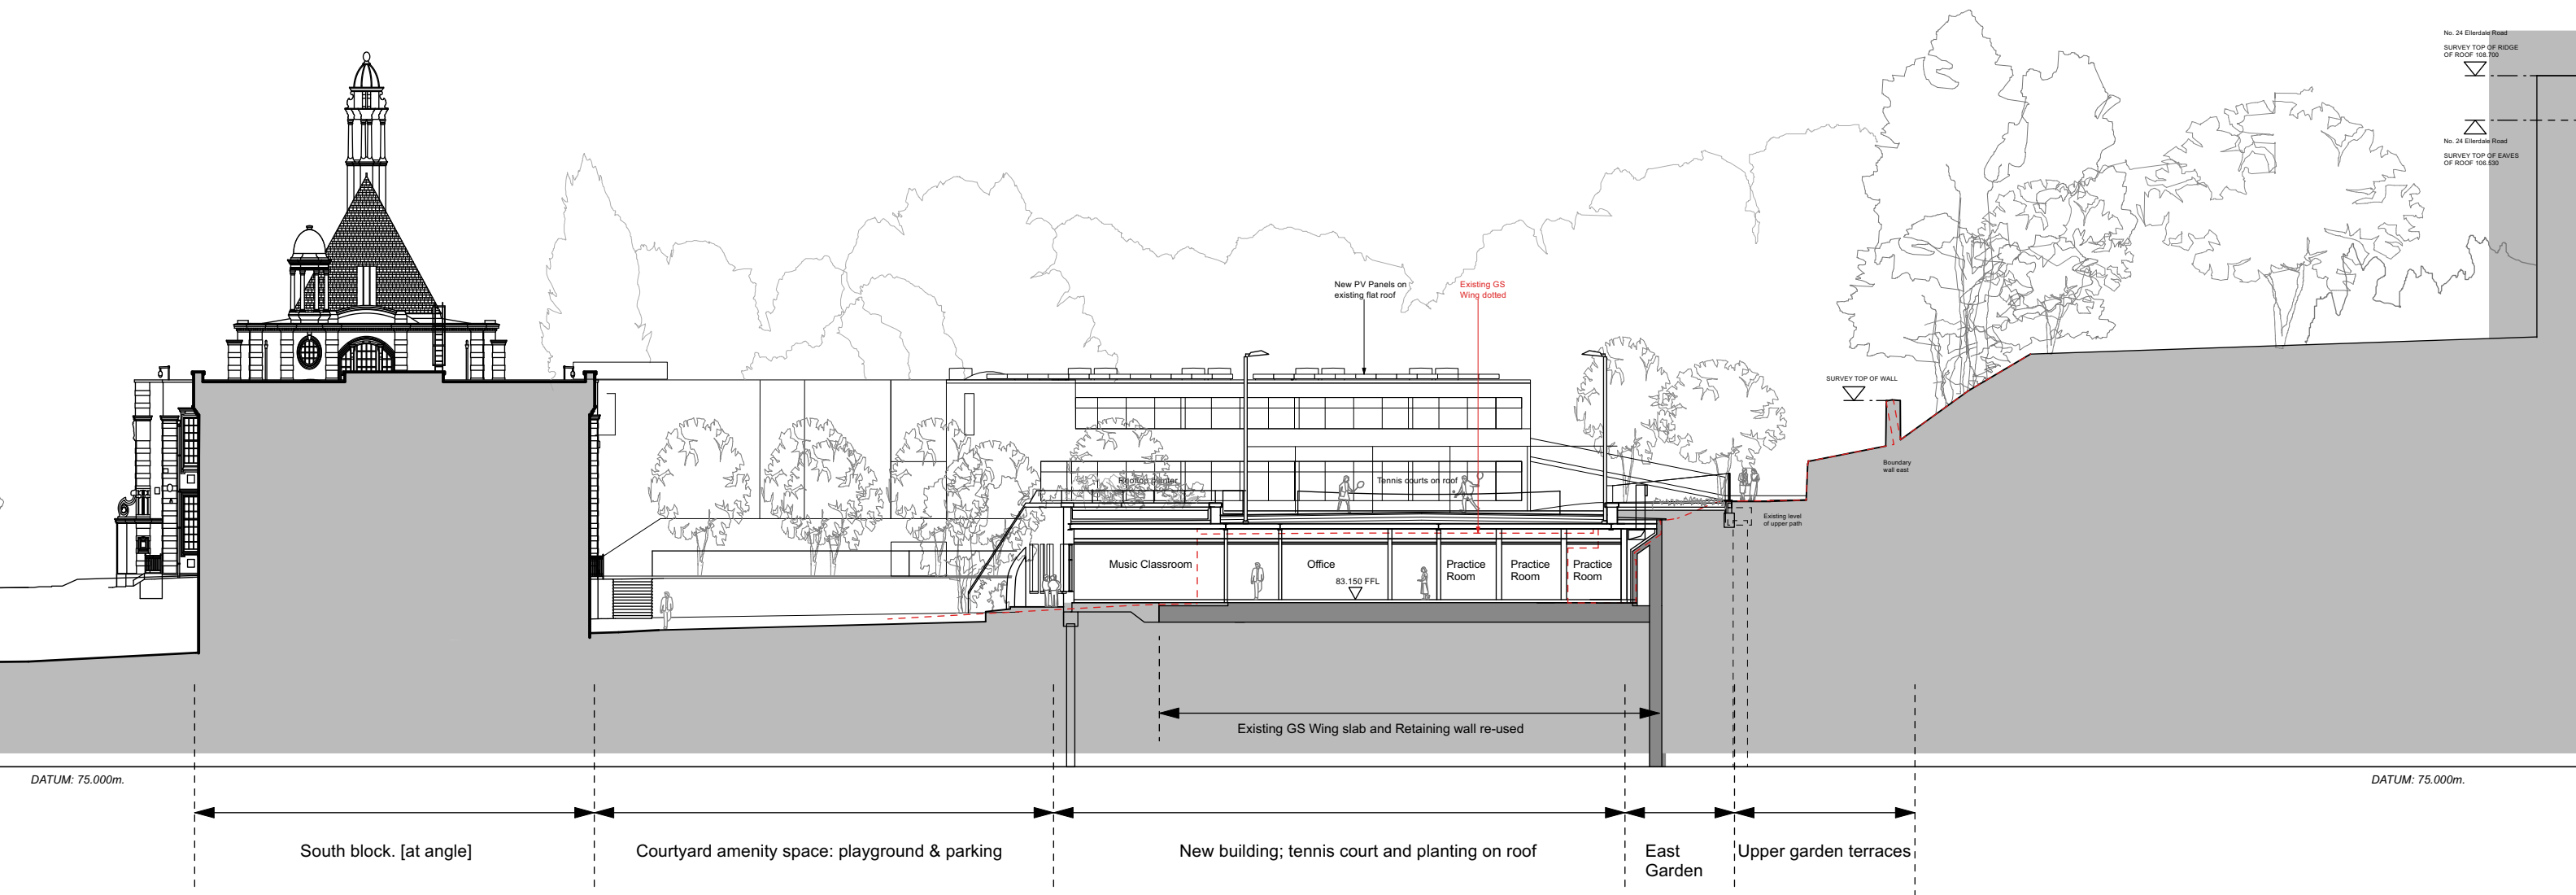 No. 24 Ellerdale Road
SURVEY TOP OF RIDGE
OF ROOF 108.700
No. 24 Ellerdale Road
SURVEY TOP OF EAVES
OF ROOF 106.530
New PV Panels on
existing flat roof
Existing GS
Wing dotted
SURVEY TOP OF WALL
Boundary
wall east
Rooftop planter
Tennis courts on roof
Existing level
of upper path
Music Classroom
Office
83.150 FFL
Practice
Room
Practice
Room
Practice
Room
Existing GS Wing slab and Retaining wall re-used
DATUM: 75.000m.
DATUM: 75.000m.
South block. [at angle]
Courtyard amenity space: playground & parking
New building; tennis court and planting on roof
East
Garden
Upper garden terraces